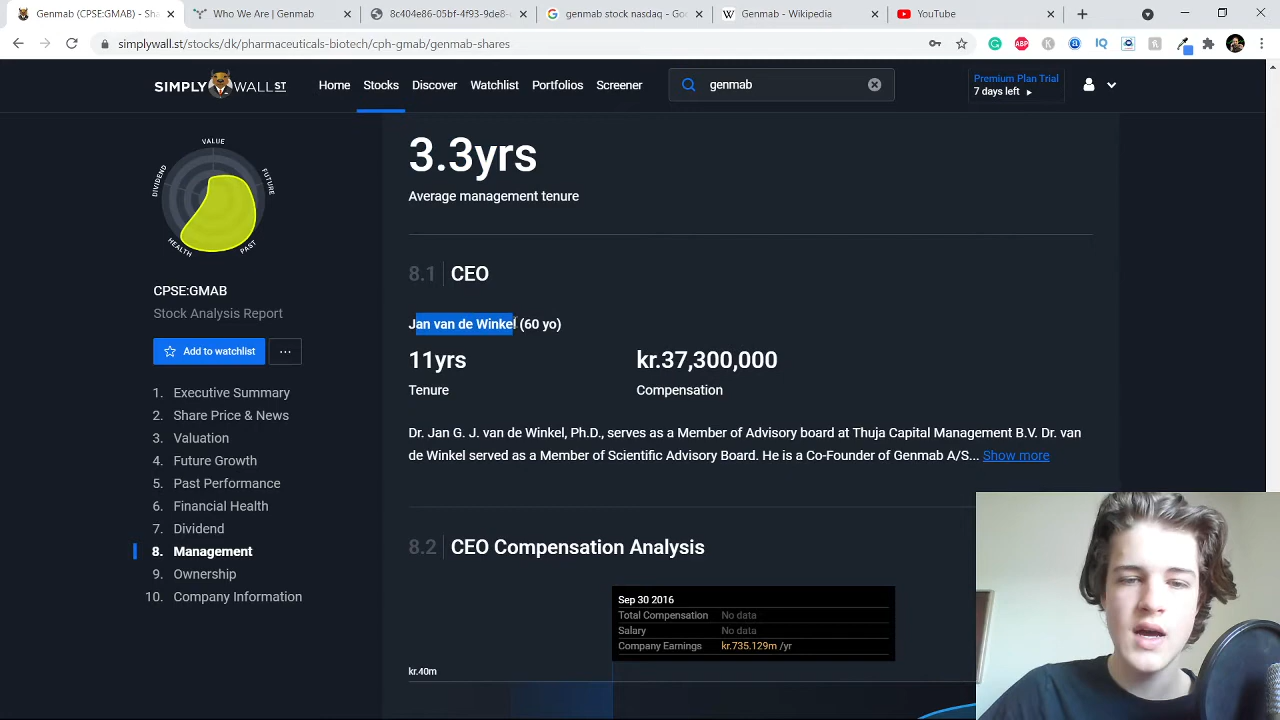 Genmab (CPSE:GMAB) - Sha
Who We Are | Genmab
8c404e86-05bf-4f93-9de8-
genmab stock nasdaq - Goo
Genmab - Wikipedia
YouTube
simplywall.st/stocks/dk/pharmaceuticals-biotech/cph-gmab/genmab-shares
SIMPLY WALL ST
Home
Stocks
Discover
Watchlist
Portfolios
Screener
genmab
Premium Plan Trial
7 days left
VALUE
FUTURE
PAST
HEALTH
DIVIDEND
CPSE:GMAB
Stock Analysis Report
Add to watchlist
...
1. Executive Summary
2. Share Price & News
3. Valuation
4. Future Growth
5. Past Performance
6. Financial Health
7. Dividend
8. Management
9. Ownership
10. Company Information
3.3yrs
Average management tenure
8.1 CEO
Jan van de Winkel (60 yo)
11yrs
Tenure
kr.37,300,000
Compensation
Dr. Jan G. J. van de Winkel, Ph.D., serves as a Member of Advisory board at Thuja Capital Management B.V. Dr. van
de Winkel served as a Member of Scientific Advisory Board. He is a Co-Founder of Genmab A/S... Show more
8.2 CEO Compensation Analysis
Sep 30 2016
Total Compensation No data
Salary No data
Company Earnings kr.735.129m /yr
kr.40m